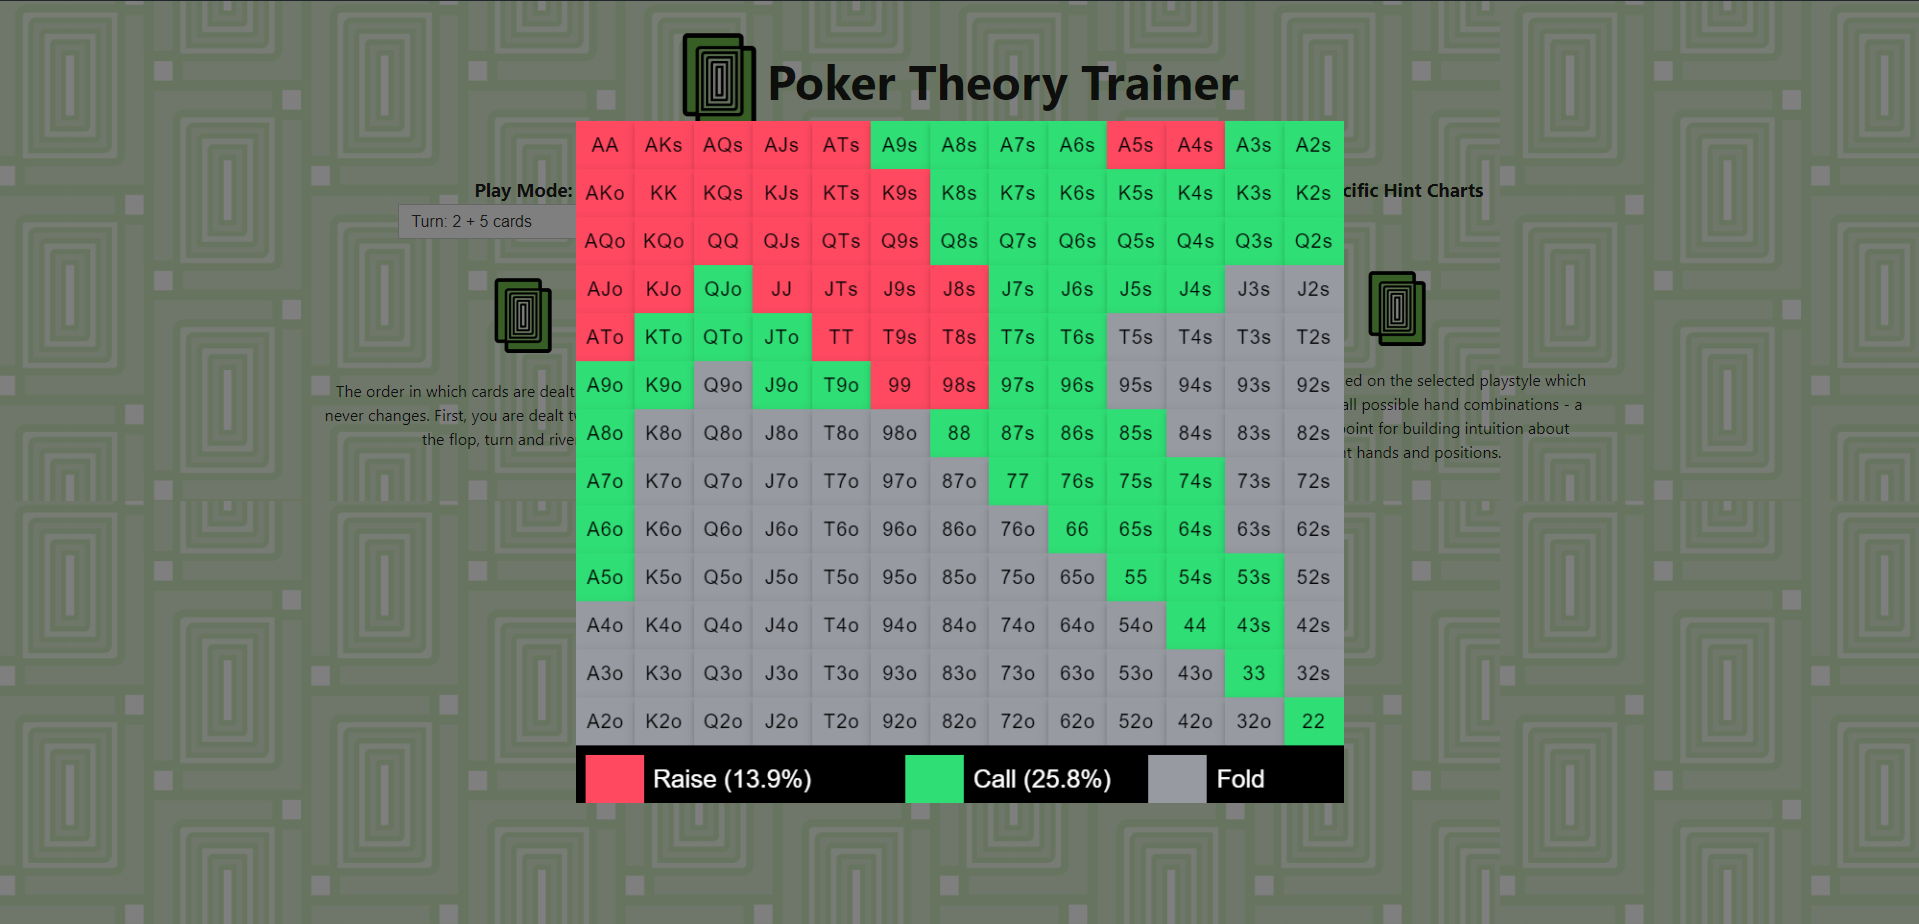 Poker Theory Trainer
AA AKs AQs AJs ATs A9s A8s A7s A6s A5s A4s A3s A2s
Play Mode: AKo KK KQs KJs KTs K9s K8s K7s K6s K5s K4s K3s K2s Hint Charts
Turn: 2 + 5 cards
AQo KQo QQ QJs QTs Q9s Q8s Q7s Q6s Q5s Q4s Q3s Q2s
AJo KJo QJo JJ JTs J9s J8s J7s J6s J5s J4s J3s J2s
ATo KTo QTo JTo TT T9s T8s T7s T6s T5s T4s T3s T2s
A9o K9o Q9o J9o T9o 99 98s 97s 96s 95s 94s 93s 92s
The order in which cards are dealt
never changes. First, you are dealt
the flop, turn and
on the selected playstyle which
all possible hand combinations - a
for building intuition about
hands and positions.
A8o K8o Q8o J8o T8o 98o 88 87s 86s 85s 84s 83s 82s
A7o K7o Q7o J7o T7o 97o 87o 77 76s 75s 74s 73s 72s
A6o K6o Q6o J6o T6o 96o 86o 76o 66 65s 64s 63s 62s
A5o K5o Q5o J5o T5o 95o 85o 75o 65o 55 54s 53s 52s
A4o K4o Q4o J4o T4o 94o 84o 74o 64o 54o 44 43s 42s
A3o K3o Q3o J3o T3o 93o 83o 73o 63o 53o 43o 33 32s
A2o K2o Q2o J2o T2o 92o 82o 72o 62o 52o 42o 32o 22
Raise (13.9%) Call (25.8%) Fold